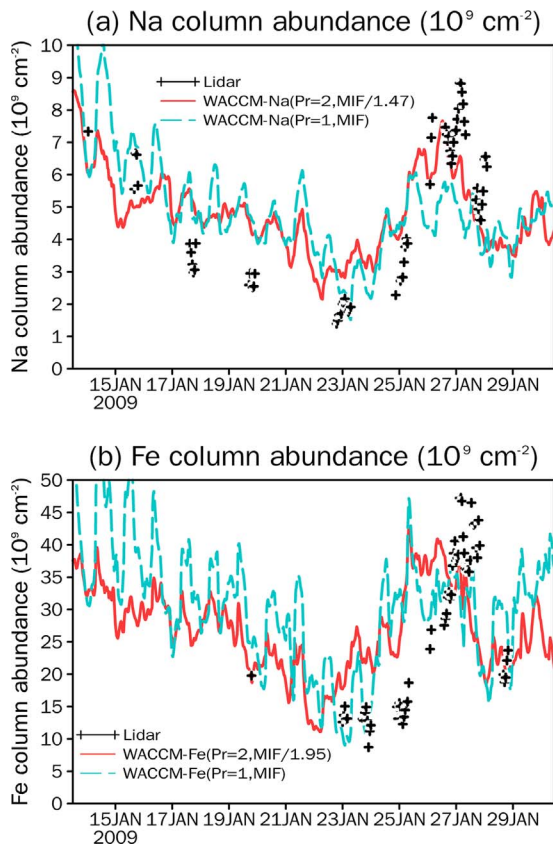 (a) Na column abundance (10⁹ cm⁻²)
Na column abundance (10⁹ cm⁻²)
10
9
8
7
6
5
4
3
2
1
0
Lidar
WACCM-Na(Pr=2,MIF/1.47)
WACCM-Na(Pr=1,MIF)
15JAN 17JAN 19JAN 21JAN 23JAN 25JAN 27JAN 29JAN
2009
(b) Fe column abundance (10⁹ cm⁻²)
Fe column abundance (10⁹ cm⁻²)
50
45
40
35
30
25
20
15
10
5
0
Lidar
WACCM-Fe(Pr=2,MIF/1.95)
WACCM-Fe(Pr=1,MIF)
15JAN 17JAN 19JAN 21JAN 23JAN 25JAN 27JAN 29JAN
2009